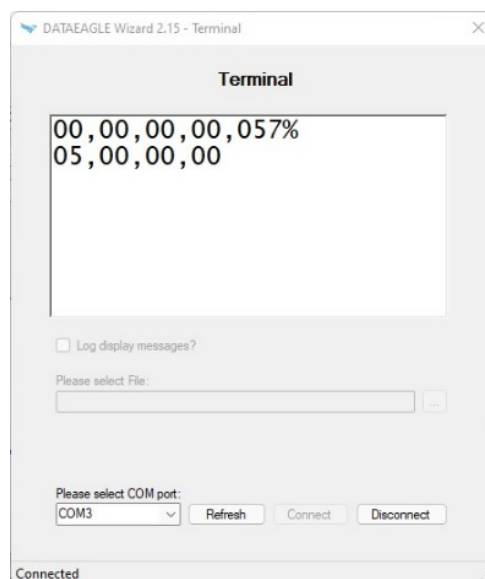 DATAEAGLE Wizard 2.15 - Terminal
Terminal
00,00,00,00,057%
05,00,00,00
Log display messages?
Please select File:
...
Please select COM port:
COM3 Refresh Connect Disconnect
Connected